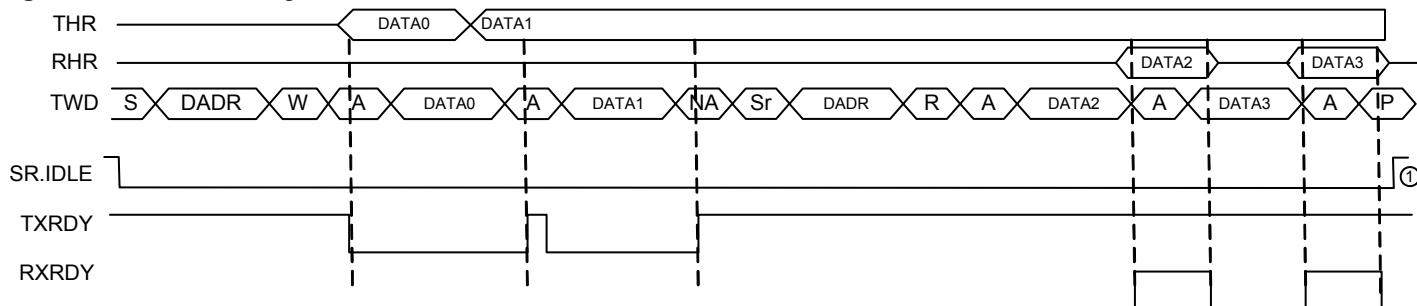 THR DATA0 DATA1
RHR DATA2 DATA3
TWD S DADR W A DATA0 A DATA1 NA Sr DADR R A DATA2 A DATA3 A P
SR.IDLE ①
TXRDY
RXRDY